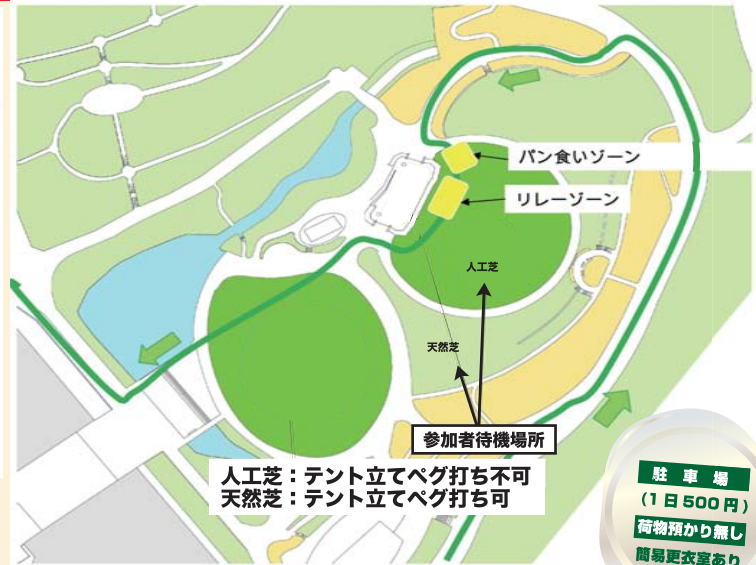 パン食いゾーン
リレーゾーン
人工芝
天然芝
参加者待機場所
人工芝：テント立てペグ打ち不可
天然芝：テント立てペグ打ち可
駐車場
(1日500円)
荷物預かり無し
簡易更衣室あり